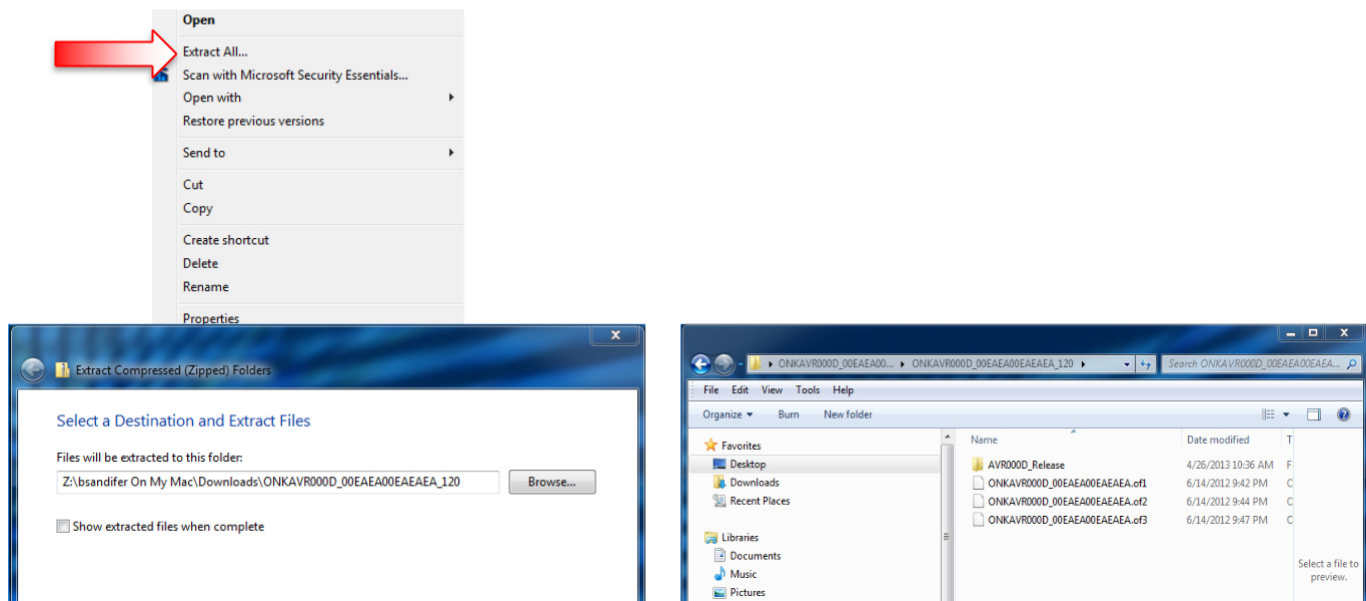 Open
Extract All...
Scan with Microsoft Security Essentials...
Open with
Restore previous versions
Send to
Cut
Copy
Create shortcut
Delete
Rename
Properties
Extract Compressed (Zipped) Folders
Select a Destination and Extract Files
Files will be extracted to this folder:
Z:\bsandifer On My Mac\Downloads\ONKAVR000D_00EAEA00EAEAEA_120
Browse...
Show extracted files when complete
ONKAVR000D_00EAEA00... ONKAVR000D_00EAEA00EAEAEA_120
Search ONKAVR000D_00EAEA00EAEA...
File Edit View Tools Help
Organize Burn New folder
Favorites
Desktop
Downloads
Recent Places
Libraries
Documents
Music
Pictures
Name Date modified T
AVR000D_Release 4/26/2013 10:36 AM F
ONKAVR000D_00EAEA00EAEAEA.of1 6/14/2012 9:42 PM C
ONKAVR000D_00EAEA00EAEAEA.of2 6/14/2012 9:44 PM C
ONKAVR000D_00EAEA00EAEAEA.of3 6/14/2012 9:47 PM C
Select a file to
preview.